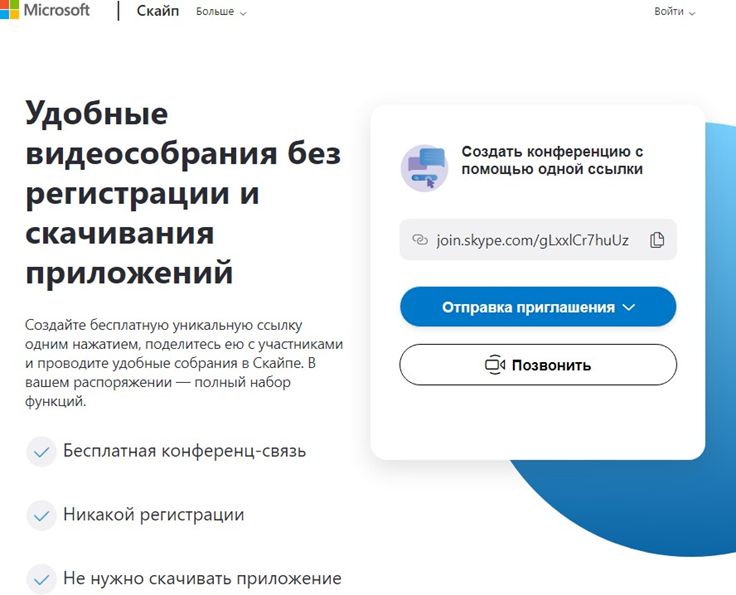 Microsoft
Скайп
Больше
Войти
Удобные
видеособрания без
регистрации и
скачивания
приложений
Создайте бесплатную уникальную ссылку
одним нажатием, поделитесь ею с участниками
и проводите удобные собрания в Скайпе. В
вашем распоряжении — полный набор
функций.
Бесплатная конференц-связь
Никакой регистрации
Не нужно скачивать приложение
Создать конференцию с
помощью одной ссылки
join.skype.com/gLxxlCr7huUz
Отправка приглашения
Позвонить